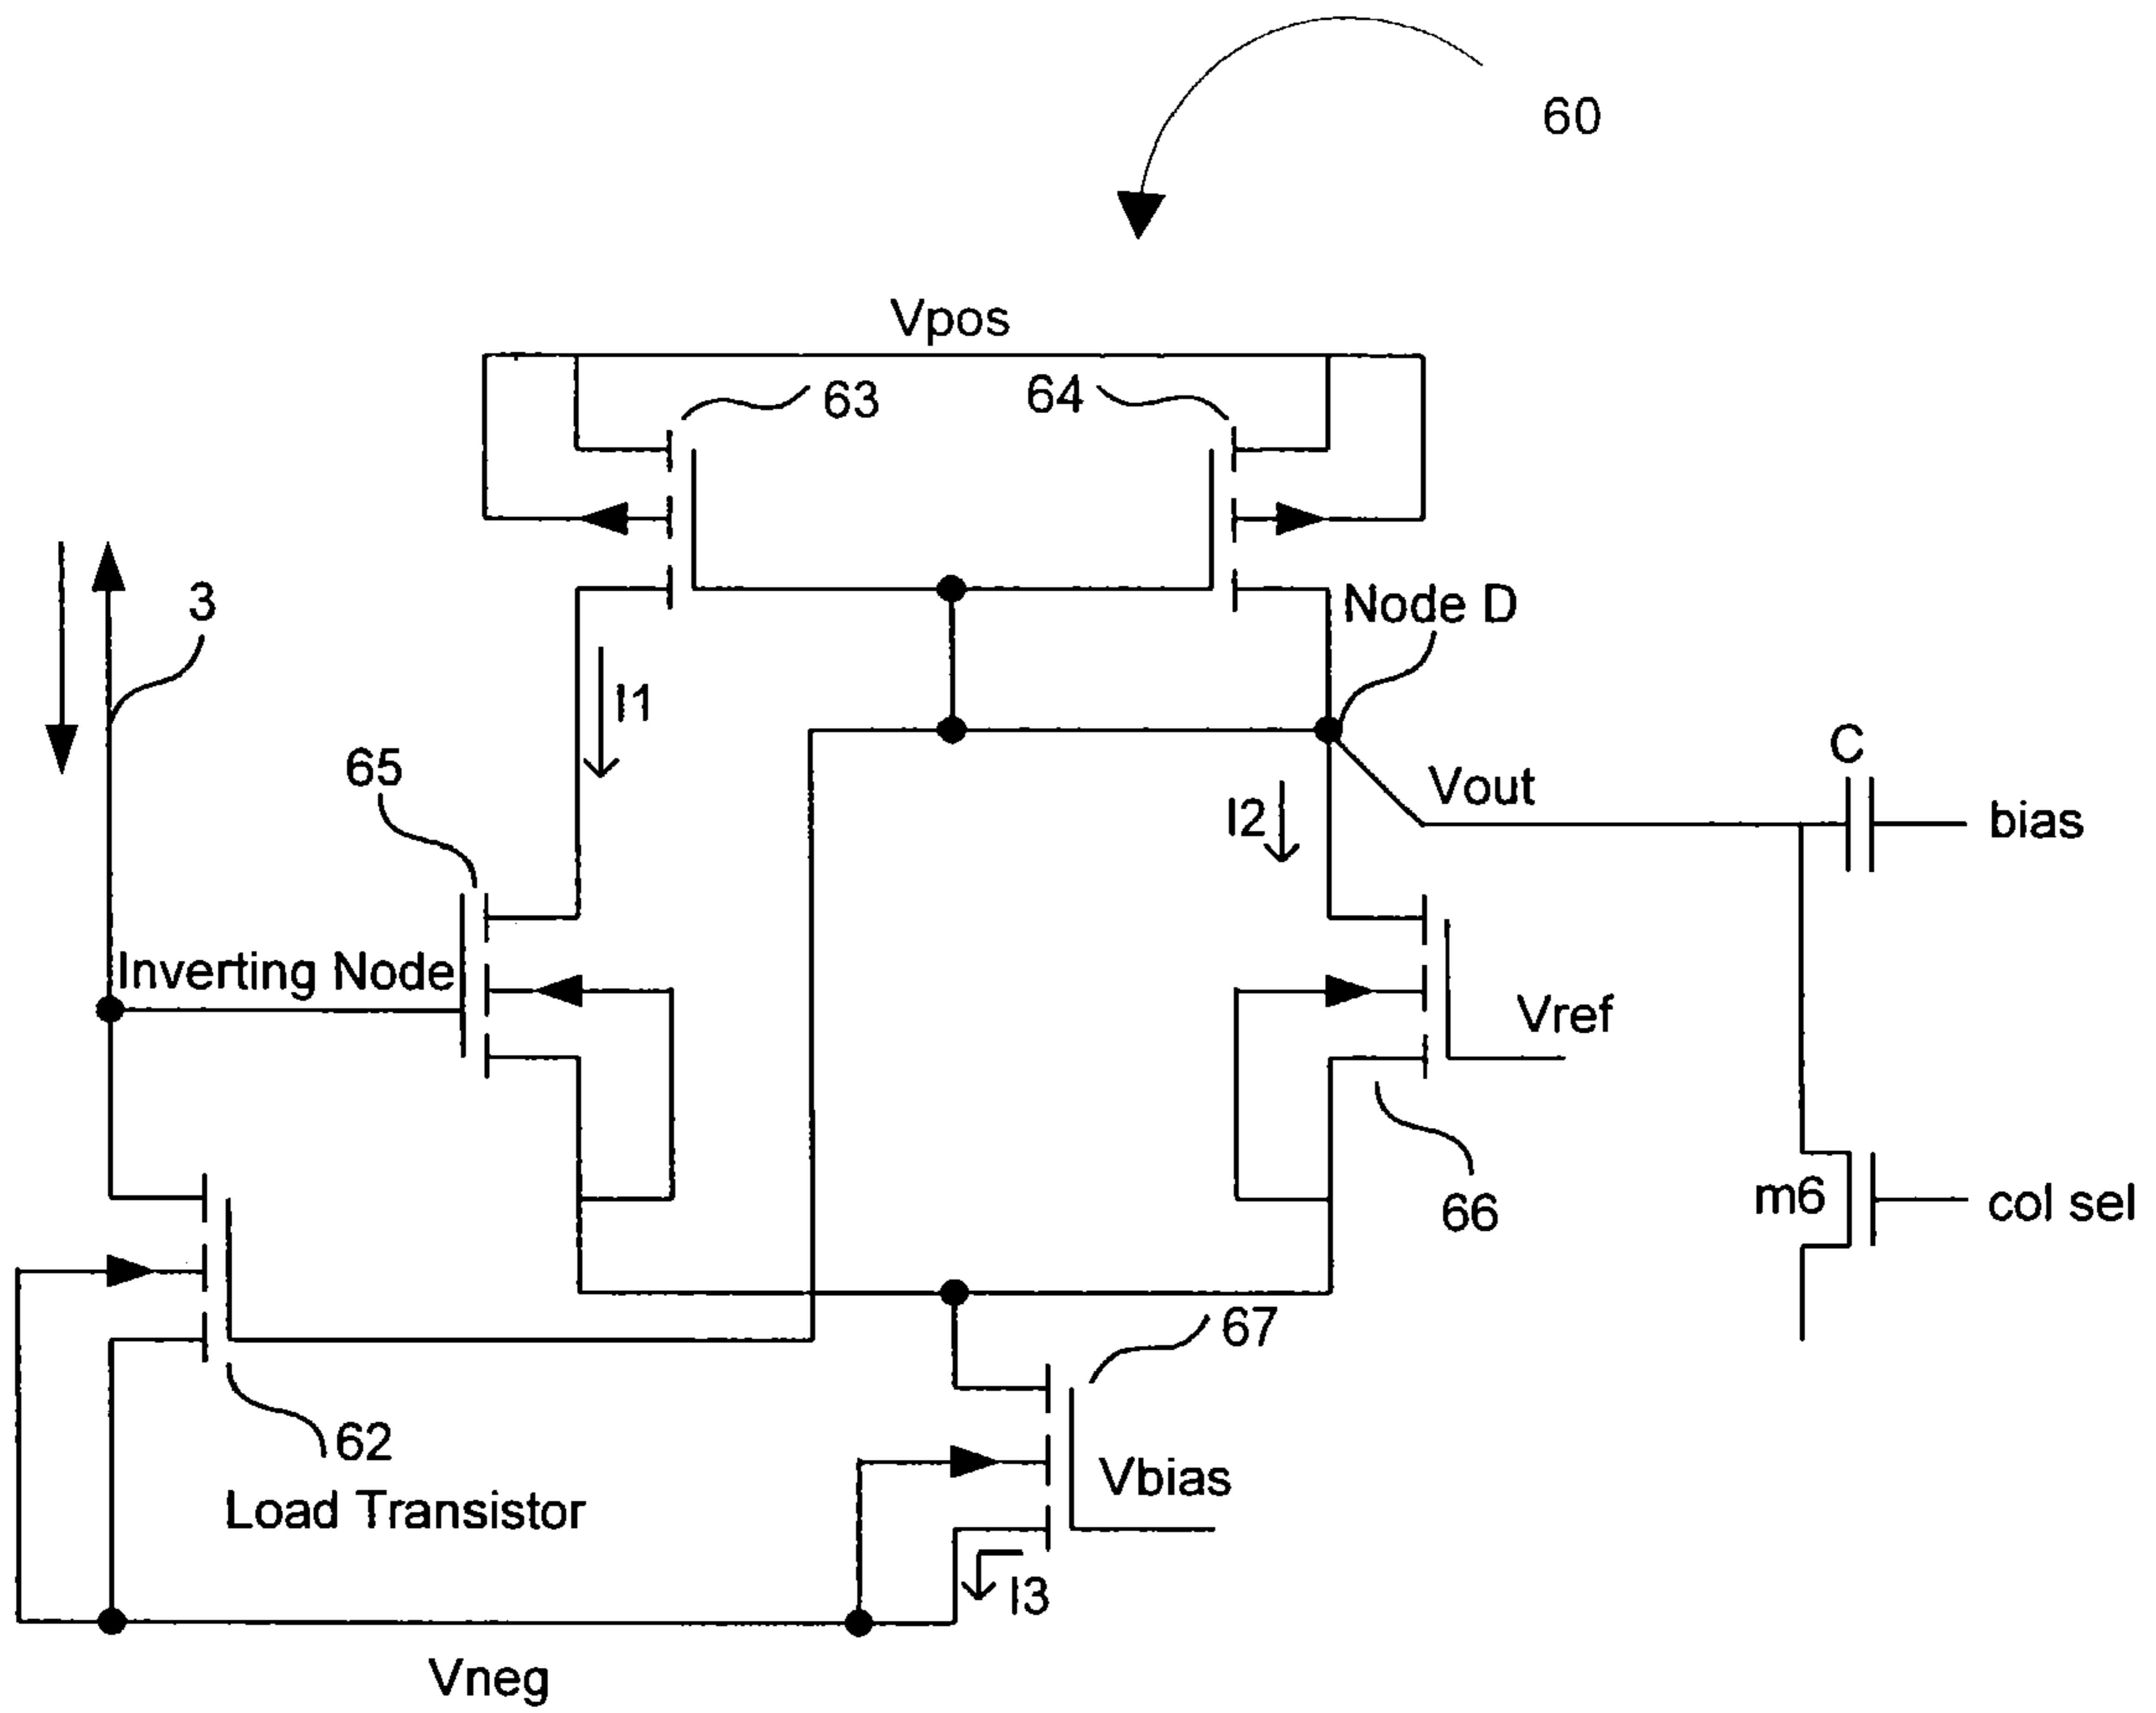 60
Vpos
63
64
3
Node D
I1
65
I2
Vout
C
bias
Inverting Node
Vref
m6
col sel
66
67
62
Load Transistor
Vbias
I3
Vneg